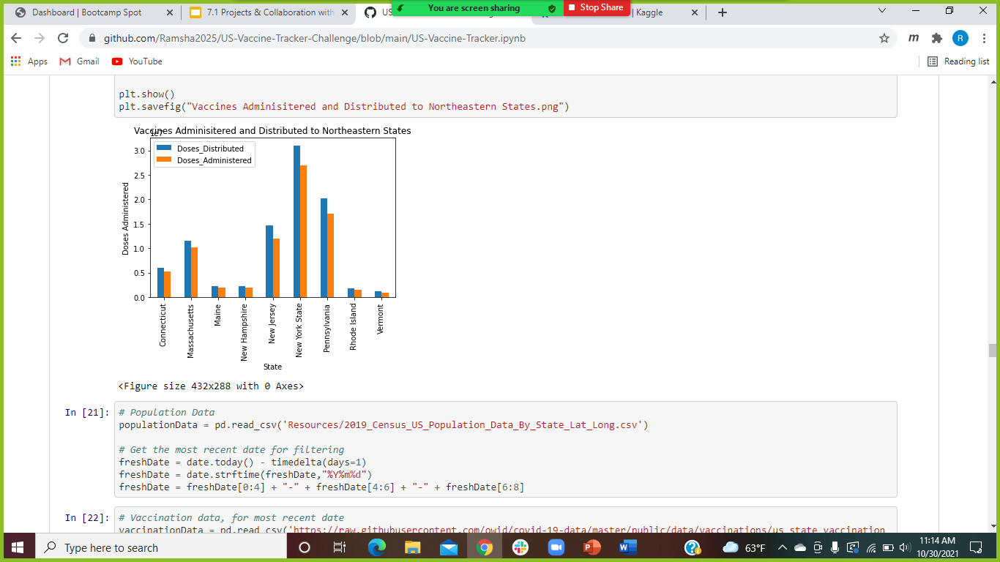 Dashboard | Bootcamp Spot
7.1 Projects & Collaboration with
US
You are screen sharing
Stop Share
| Kaggle
github.com/Ramsha2025/US-Vaccine-Tracker-Challenge/blob/main/US-Vaccine-Tracker.ipynb
m
R
Apps
Gmail
YouTube
Reading list
plt.show()
plt.savefig("Vaccines Adminisitered and Distributed to Northeastern States.png")
Vaccines Adminisitered and Distributed to Northeastern States
1e7
Doses_Distributed
Doses_Administered
3.0
2.5
2.0
1.5
1.0
0.5
0.0
Doses Administered
Connecticut
Massachusetts
Maine
New Hampshire
New Jersey
New York State
Pennsylvania
Rhode Island
Vermont
State
<Figure size 432x288 with 0 Axes>
In [21]:
# Population Data
populationData = pd.read_csv('Resources/2019_Census_US_Population_Data_By_State_Lat_Long.csv')
# Get the most recent date for filtering
freshDate = date.today() - timedelta(days=1)
freshDate = date.strftime(freshDate,"%Y%m%d")
freshDate = freshDate[0:4] + "-" + freshDate[4:6] + "-" + freshDate[6:8]
In [22]:
# Vaccination data, for most recent date
vaccinationData = pd.read_csv('https://raw.githubusercontent.com/owid/covid-19-data/master/public/data/vaccinations/us_state_vaccination
Type here to search
63°F
11:14 AM
10/30/2021